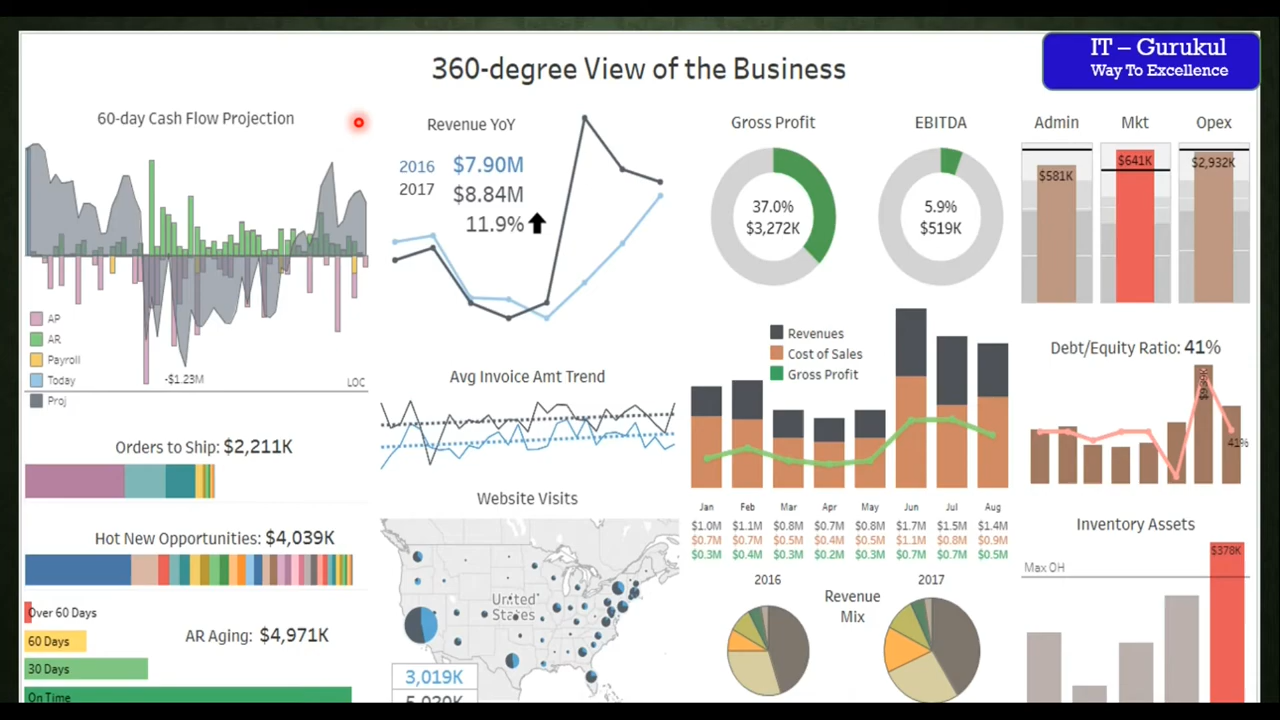 IT – Gurukul
Way To Excellence
360-degree View of the Business
60-day Cash Flow Projection
AP
AR
Payroll
Today
Proj
-$1.23M
LOC
Orders to Ship: $2,211K
Hot New Opportunities: $4,039K
Over 60 Days
60 Days
30 Days
On Time
AR Aging: $4,971K
Revenue YoY
2016 $7.90M
2017 $8.84M
11.9%
Avg Invoice Amt Trend
Website Visits
United
States
3,019K
Gross Profit
37.0%
$3,272K
EBITDA
5.9%
$519K
Revenues
Cost of Sales
Gross Profit
Jan Feb Mar Apr May Jun Jul Aug
$1.0M $1.1M $0.8M $0.7M $0.8M $1.7M $1.5M $1.4M
$0.7M $0.7M $0.5M $0.4M $0.5M $1.1M $0.8M $0.9M
$0.3M $0.4M $0.3M $0.2M $0.3M $0.7M $0.7M $0.5M
2016 2017
Revenue
Mix
Admin Mkt Opex
$581K $641K $2,932K
Debt/Equity Ratio: 41%
41%
Inventory Assets
$378K
Max OH